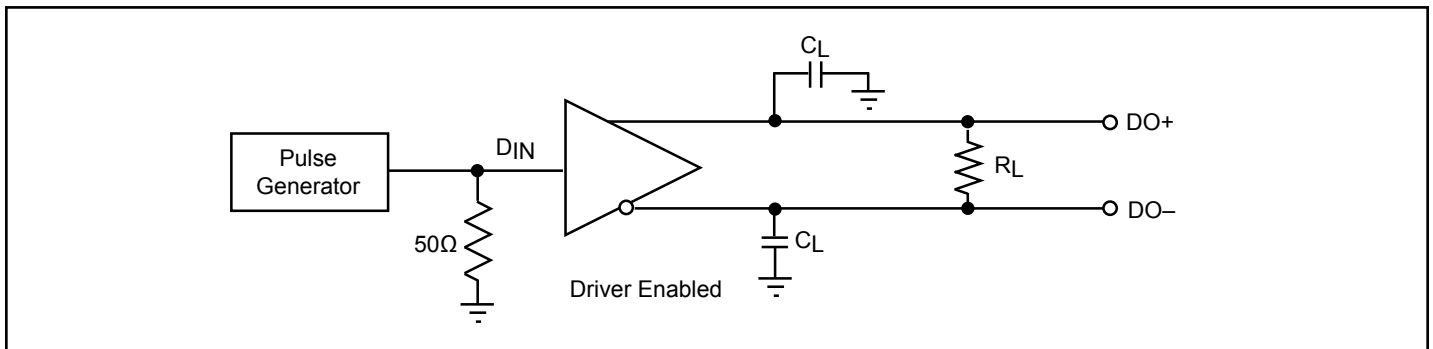 CL
DO+
DIN
Pulse
Generator
RL
DO–
50Ω
CL
Driver Enabled